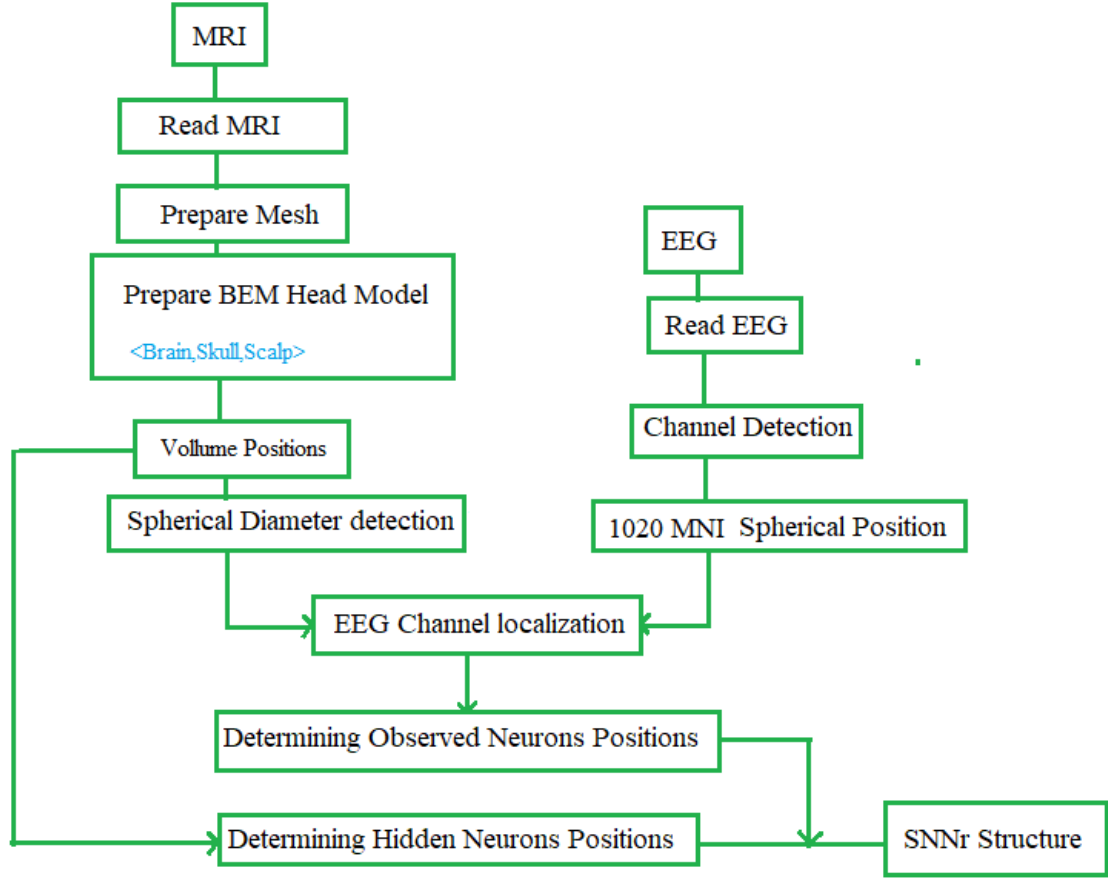 MRI
Read MRI
Prepare Mesh
Prepare BEM Head Model
<Brain,Skull,Scalp>
Vollume Positions
Spherical Diameter detection
EEG
Read EEG
Channel Detection
1020 MNI Spherical Position
EEG Channel localization
Determining Observed Neurons Positions
Determining Hidden Neurons Positions
SNNr Structure